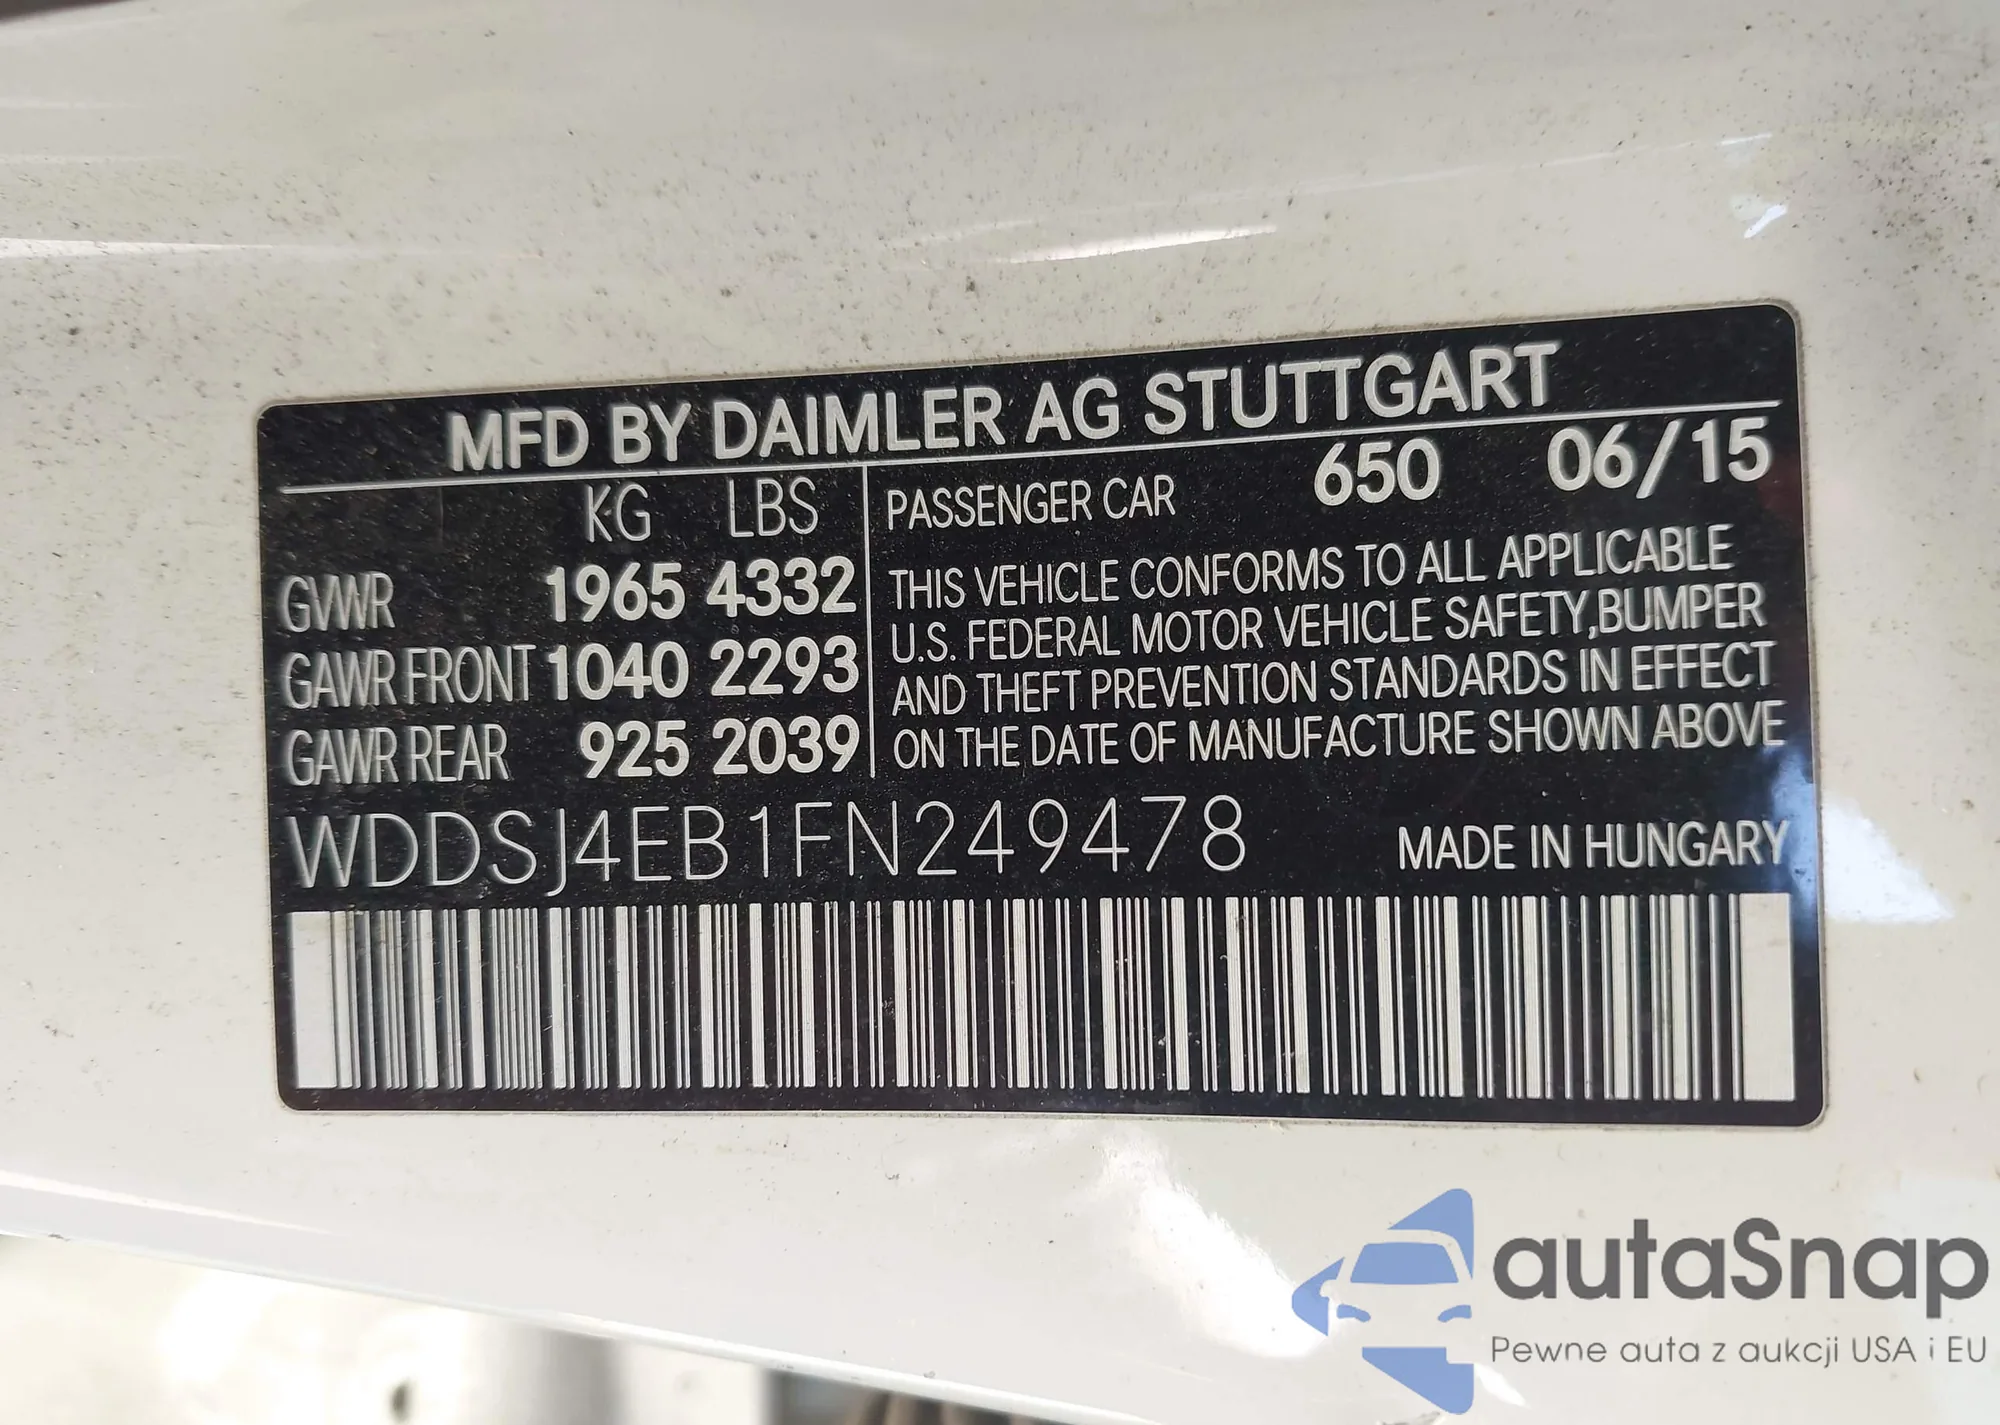 MFD BY DAIMLER AG STUTTGART
KG LBS
GVWR 1965 4332
GAWR FRONT 1040 2293
GAWR REAR 925 2039
PASSENGER CAR 650 06/15
THIS VEHICLE CONFORMS TO ALL APPLICABLE
U.S. FEDERAL MOTOR VEHICLE SAFETY,BUMPER
AND THEFT PREVENTION STANDARDS IN EFFECT
ON THE DATE OF MANUFACTURE SHOWN ABOVE
WDDSJ4EB1FN249478
MADE IN HUNGARY
autaSnap
Pewne auta z aukcji USA i EU